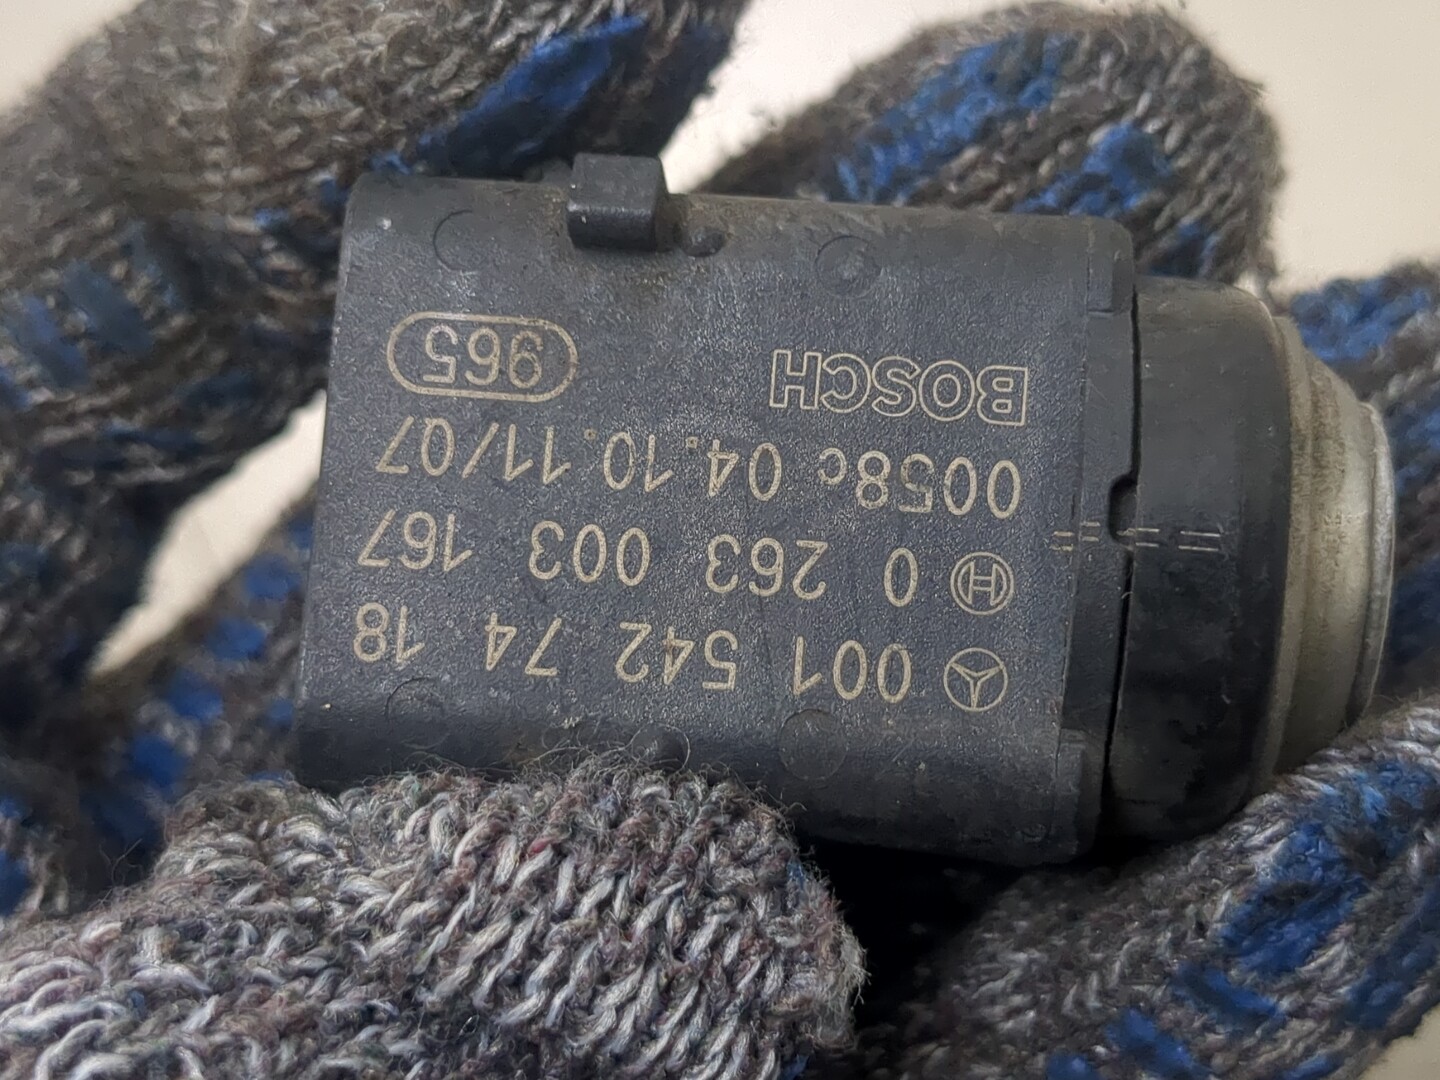 001 542 74 18
0 263 003 167
0058c 04.10.11/07
BOSCH 965